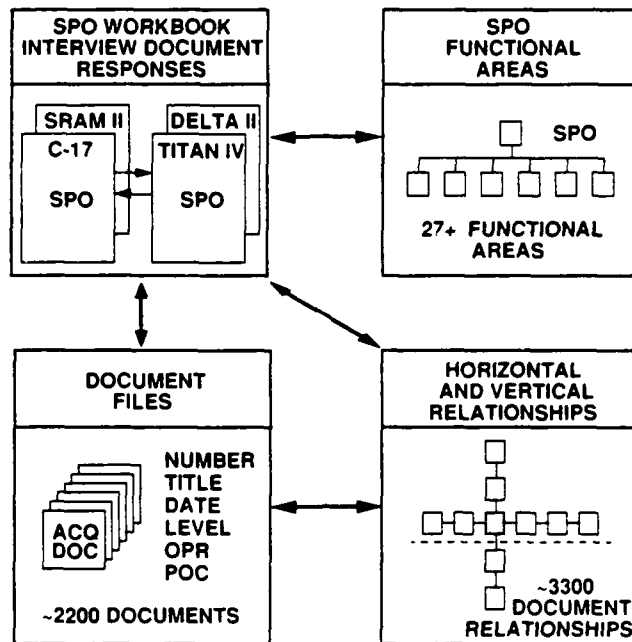 SPO WORKBOOK
INTERVIEW DOCUMENT
RESPONSES
SRAM II
C-17
SPO
DELTA II
TITAN IV
SPO
SPO
FUNCTIONAL
AREAS
SPO
27+ FUNCTIONAL
AREAS
DOCUMENT
FILES
NUMBER
TITLE
DATE
LEVEL
OPR
POC
ACQ
DOC
~2200 DOCUMENTS
HORIZONTAL
AND VERTICAL
RELATIONSHIPS
~3300
DOCUMENT
RELATIONSHIPS